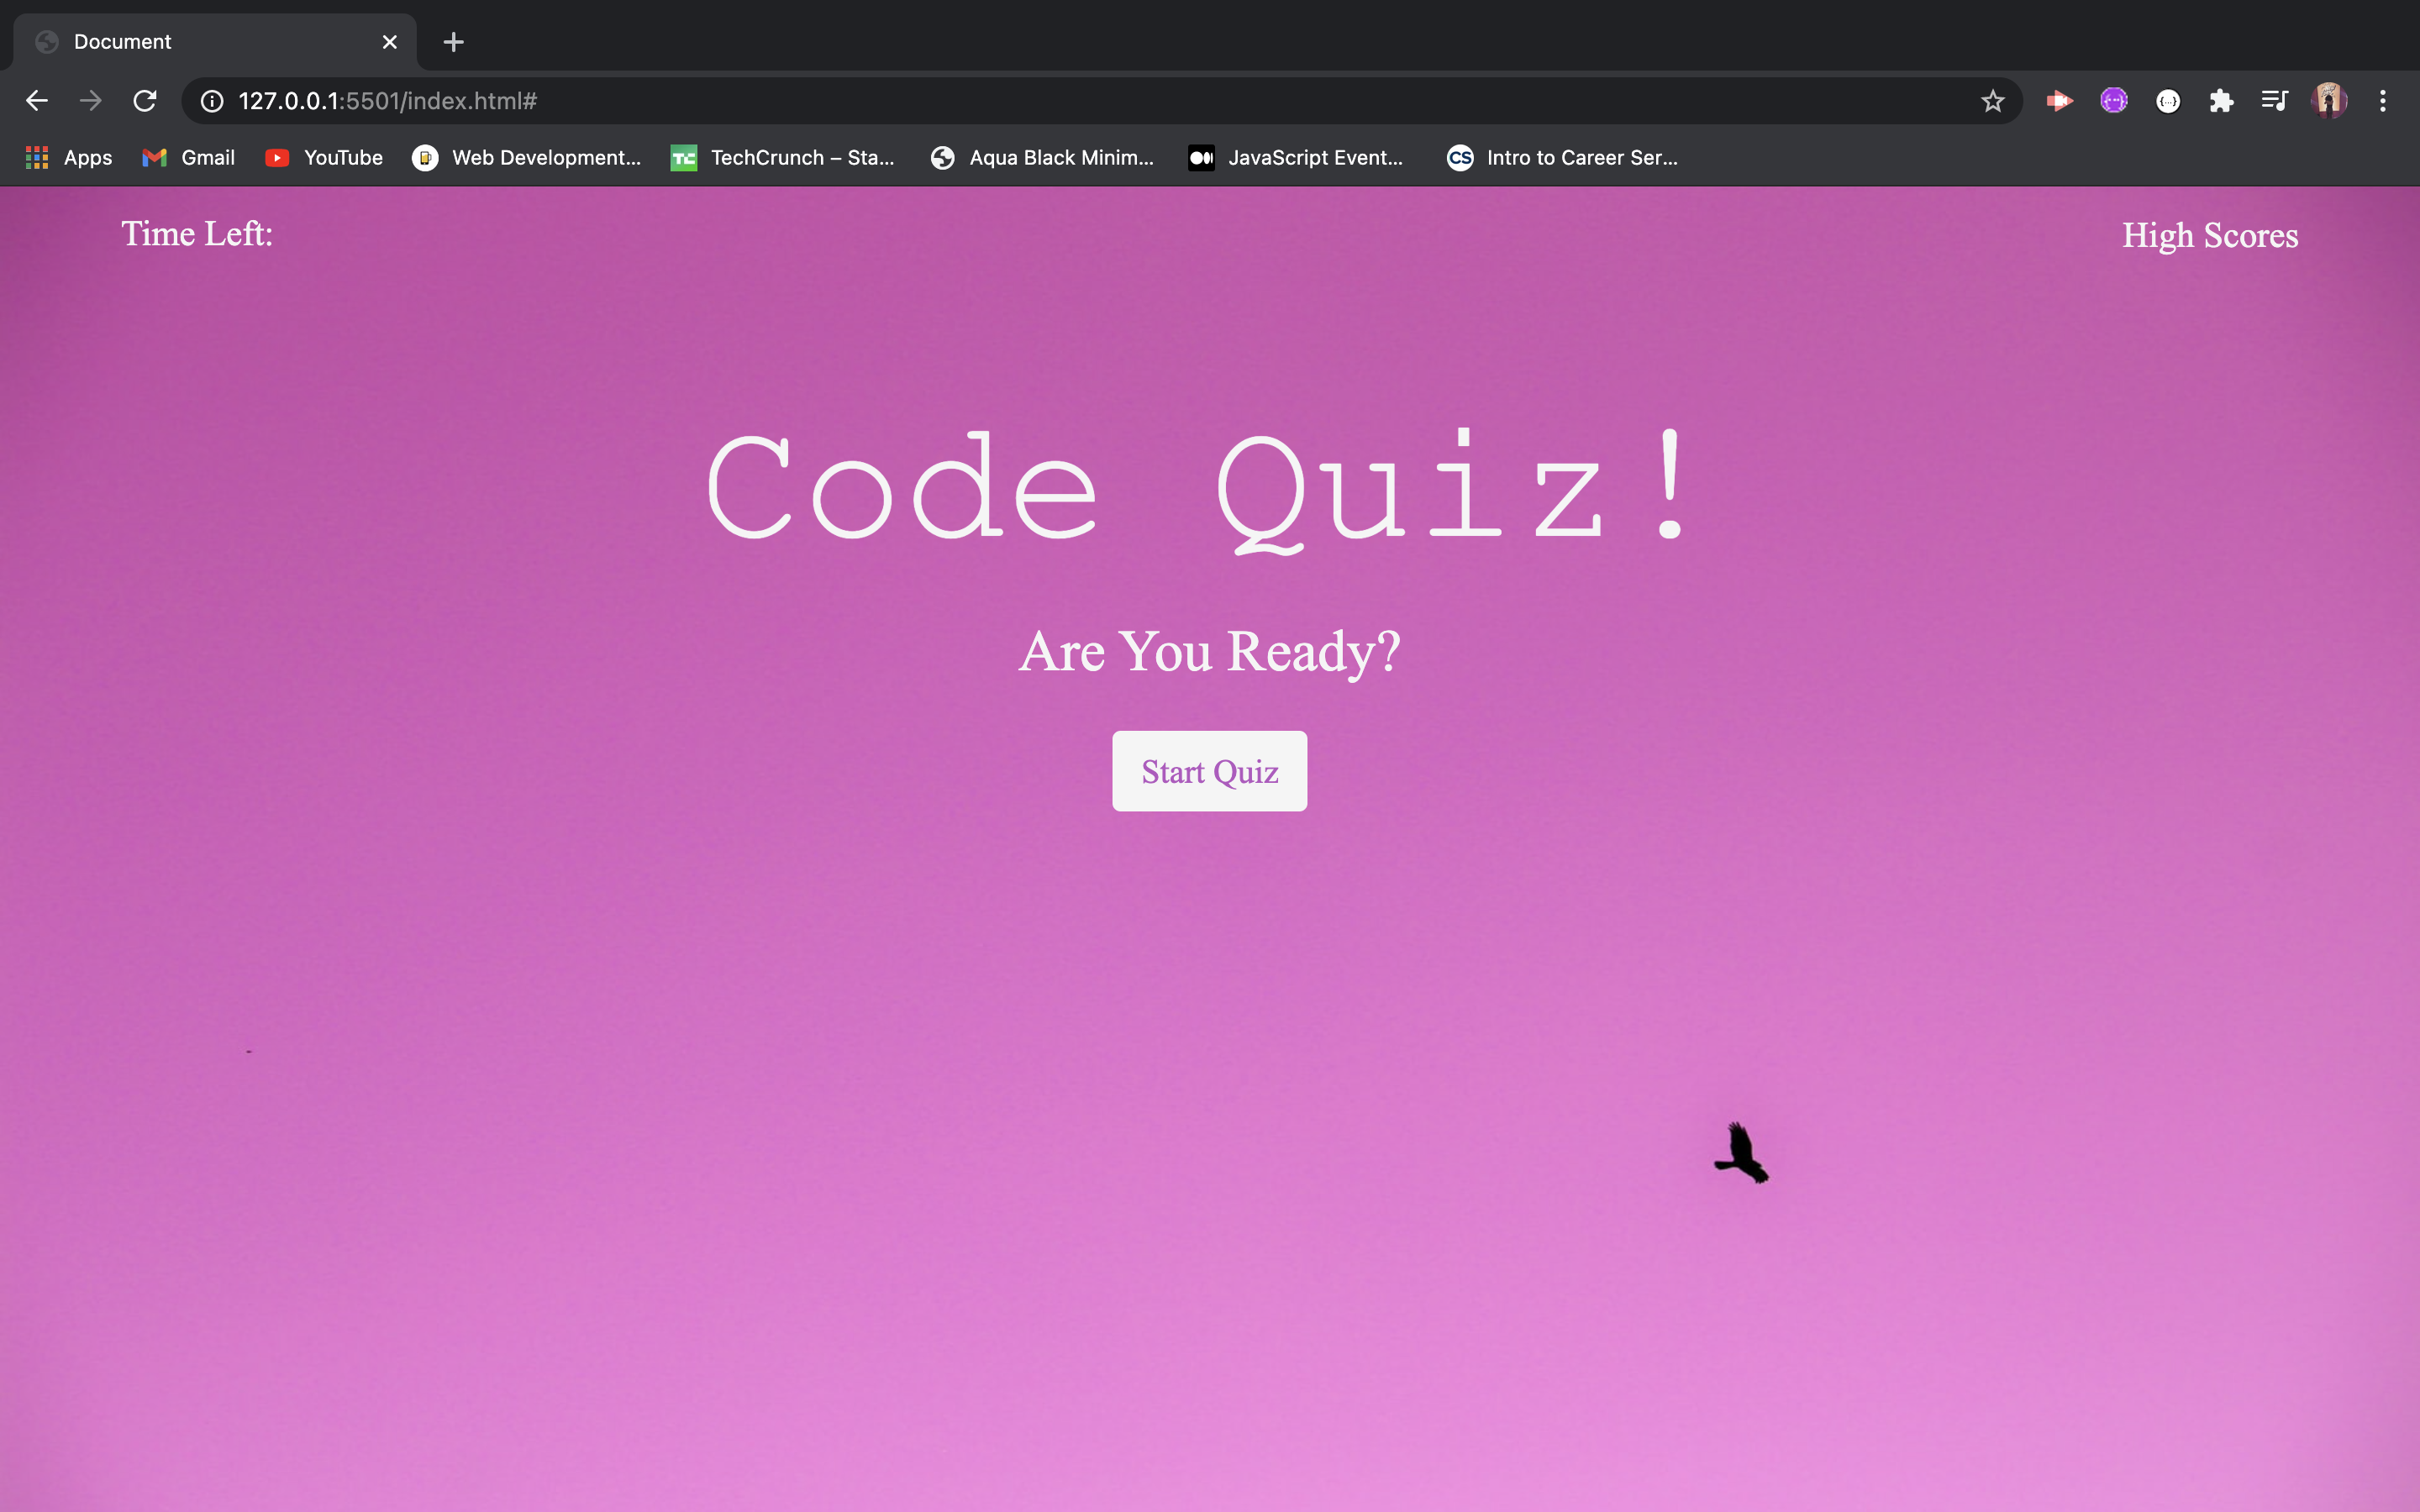 Document
127.0.0.1:5501/index.html#
Apps Gmail YouTube Web Development... TechCrunch – Sta... Aqua Black Minim... JavaScript Event... CS Intro to Career Ser...
Time Left: High Scores
Code Quiz!
Are You Ready?
Start Quiz